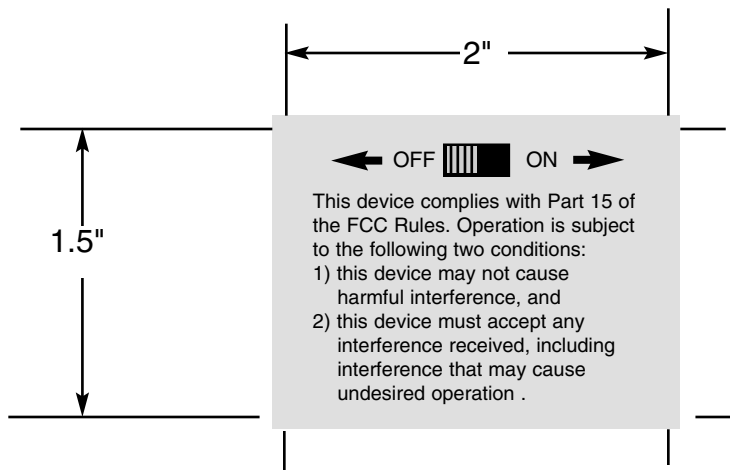 2"
1.5"
OFF ON
This device complies with Part 15 of
the FCC Rules. Operation is subject
to the following two conditions:
1) this device may not cause
harmful interference, and
2) this device must accept any
interference received, including
interference that may cause
undesired operation .